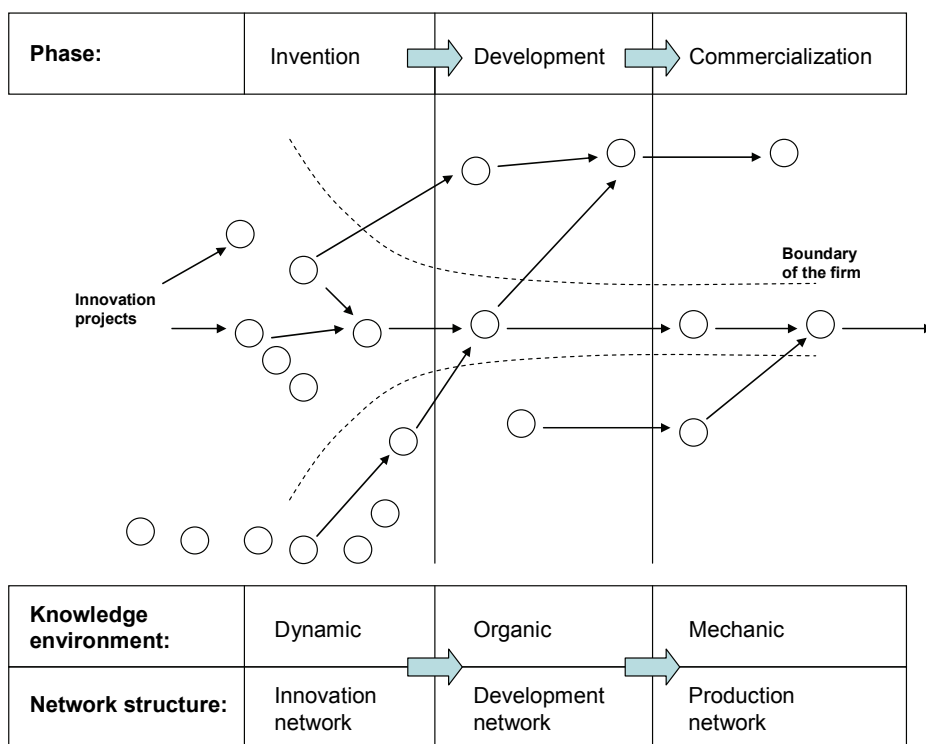 Phase: Invention Development Commercialization
Boundary
of the firm
Innovation
projects
Knowledge
environment: Dynamic Organic Mechanic
Network structure: Innovation
network Development
network Production
network